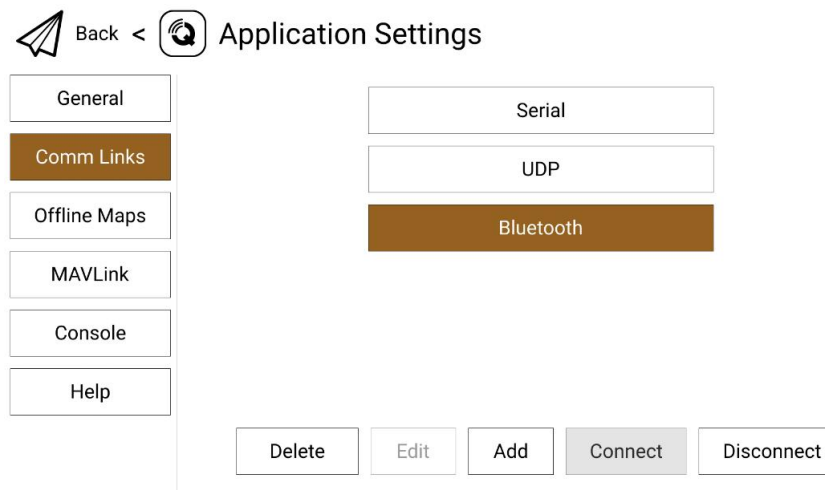 Back < Application Settings
General
Comm Links
Offline Maps
MAVLink
Console
Help
Serial
UDP
Bluetooth
Delete Edit Add Connect Disconnect